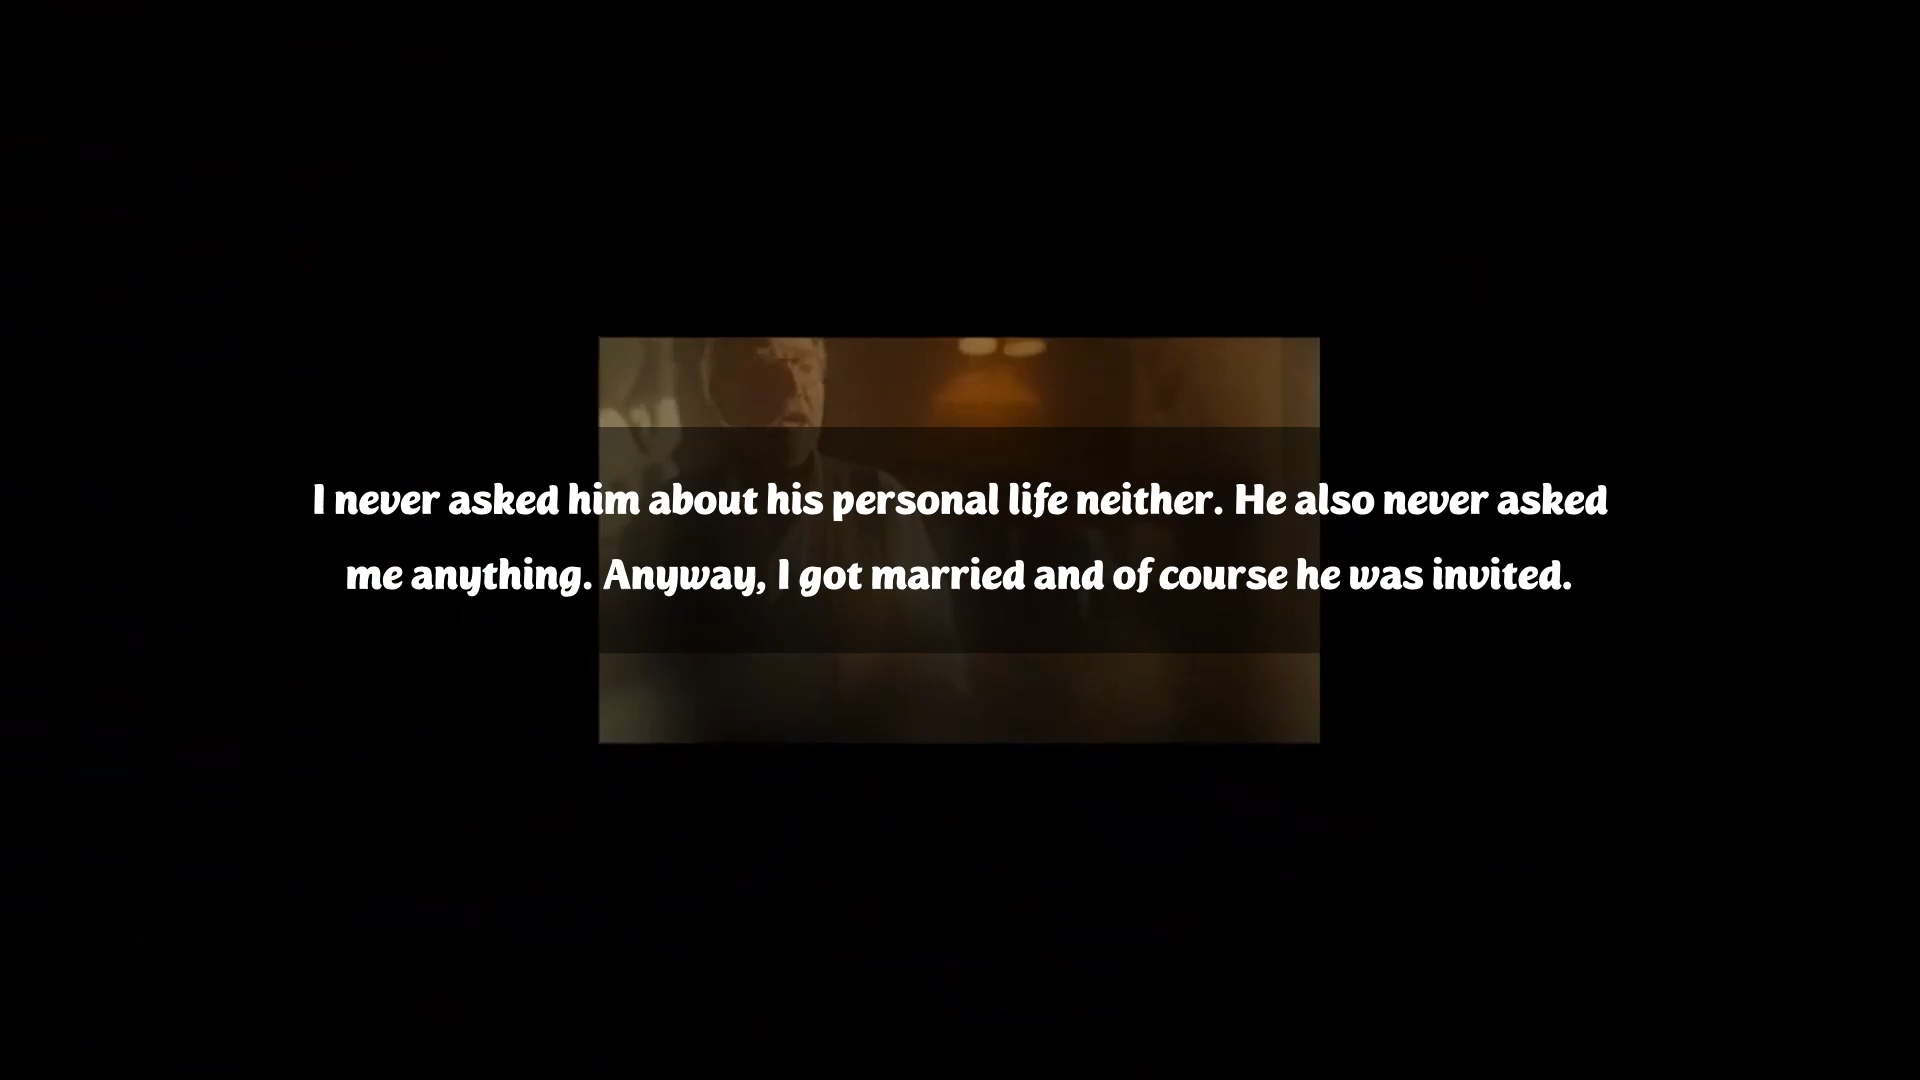 I never asked him about his personal life neither. He also never asked
me anything. Anyway, I got married and of course he was invited.